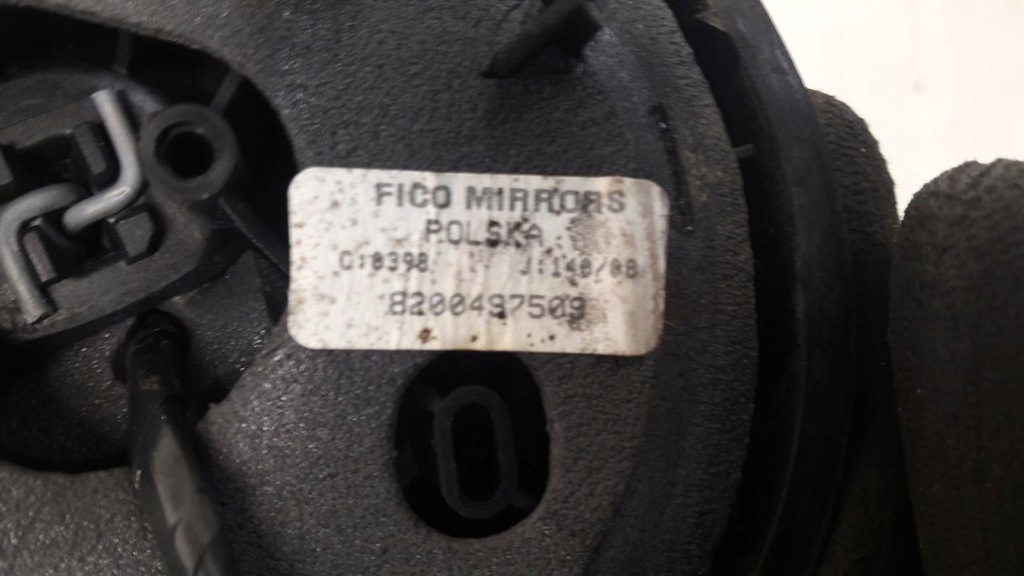 FICO MIRRORS
POLSKA
C:0398 J:140/08
8200497509